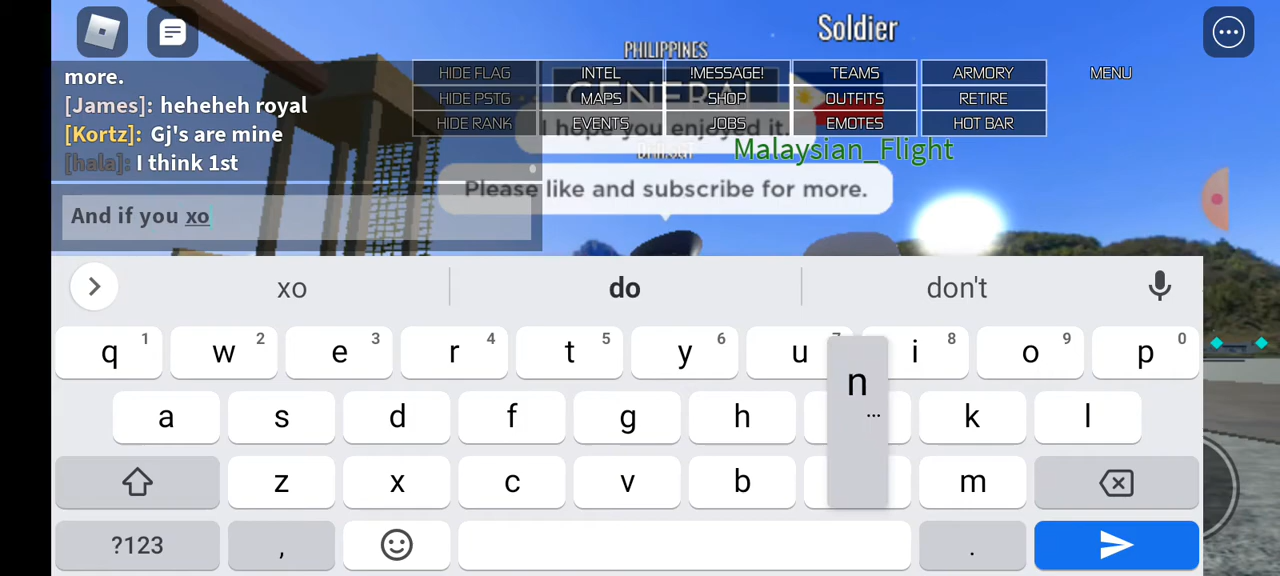 Soldier
PHILIPPINES
GENERAL
more.
[James]: heheheh royal
[Kortz]: Gj's are mine
[hala]: I think 1st
HIDE FLAG INTEL !MESSAGE! TEAMS ARMORY MENU
HIDE PSTG MAPS SHOP OUTFITS RETIRE
HIDE RANK EVENTS JOBS EMOTES HOT BAR
I hope you enjoyed it.
Malaysian_Flight
Please like and subscribe for more.
And if you xo
xo do don't
q 1 w 2 e 3 r 4 t 5 y 6 u 7 i 8 o 9 p 0
a s d f g h k l
n ...
z x c v b m
?123 , .